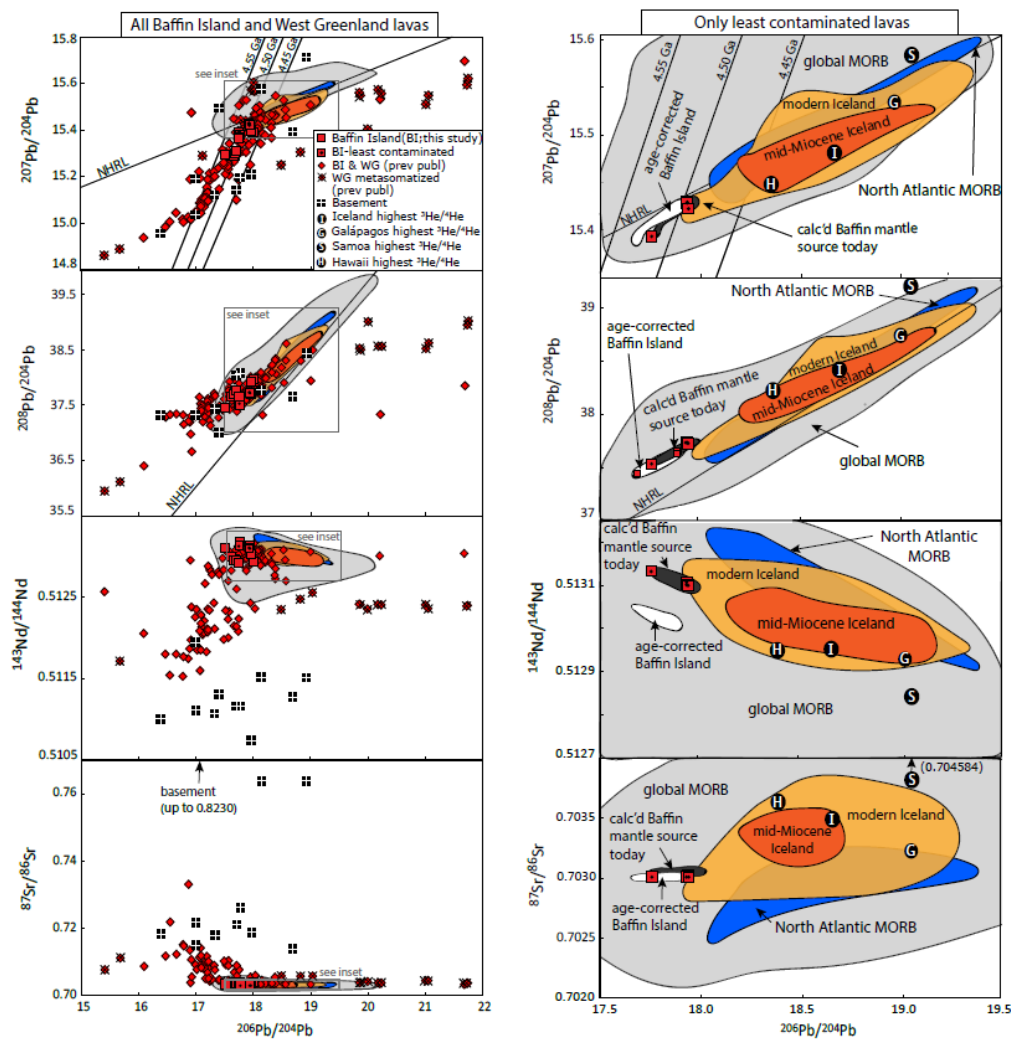 All Baffin Island and West Greenland lavas
15.8
15.6
15.4
15.2
15.0
14.8
207Pb/204Pb
4.55 Ga
4.50 Ga
4.45 Ga
see inset
NHRL
Baffin Island(BI;this study)
BI-least contaminated
BI & WG (prev publ)
WG metasomatized
(prev publ)
Basement
I Iceland highest ³He/⁴He
G Galápagos highest ³He/⁴He
S Samoa highest ³He/⁴He
H Hawaii highest ³He/⁴He
39.5
38.5
37.5
36.5
35.5
208Pb/204Pb
see inset
NHRL
0.5125
0.5115
0.5105
143Nd/144Nd
see inset
0.76
0.74
0.72
0.70
87Sr/86Sr
basement
(up to 0.8230)
see inset
15
16
17
18
19
20
21
22
206Pb/204Pb
Only least contaminated lavas
15.6
15.5
15.4
207Pb/204Pb
4.55 Ga
4.50 Ga
4.45 Ga
global MORB
S
modern Iceland
G
mid-Miocene Iceland
I
H
age-corrected
Baffin Island
NHRL
North Atlantic MORB
calc'd Baffin mantle
source today
39
38
37
208Pb/204Pb
North Atlantic MORB
S
age-corrected
Baffin Island
modern Iceland
G
I
H
mid-Miocene Iceland
calc'd Baffin mantle
source today
global MORB
NHRL
0.5131
0.5129
0.5127
143Nd/144Nd
calc'd Baffin
mantle source
today
North Atlantic
MORB
modern Iceland
mid-Miocene Iceland
H
I
G
S
age-corrected
Baffin Island
global MORB
0.7035
0.7030
0.7025
0.7020
87Sr/86Sr
(0.704584)
S
global MORB
H
calc'd Baffin
mantle source
today
I
modern Iceland
mid-Miocene
Iceland
G
age-corrected
Baffin Island
North Atlantic MORB
17.5
18.0
18.5
19.0
19.5
206Pb/204Pb